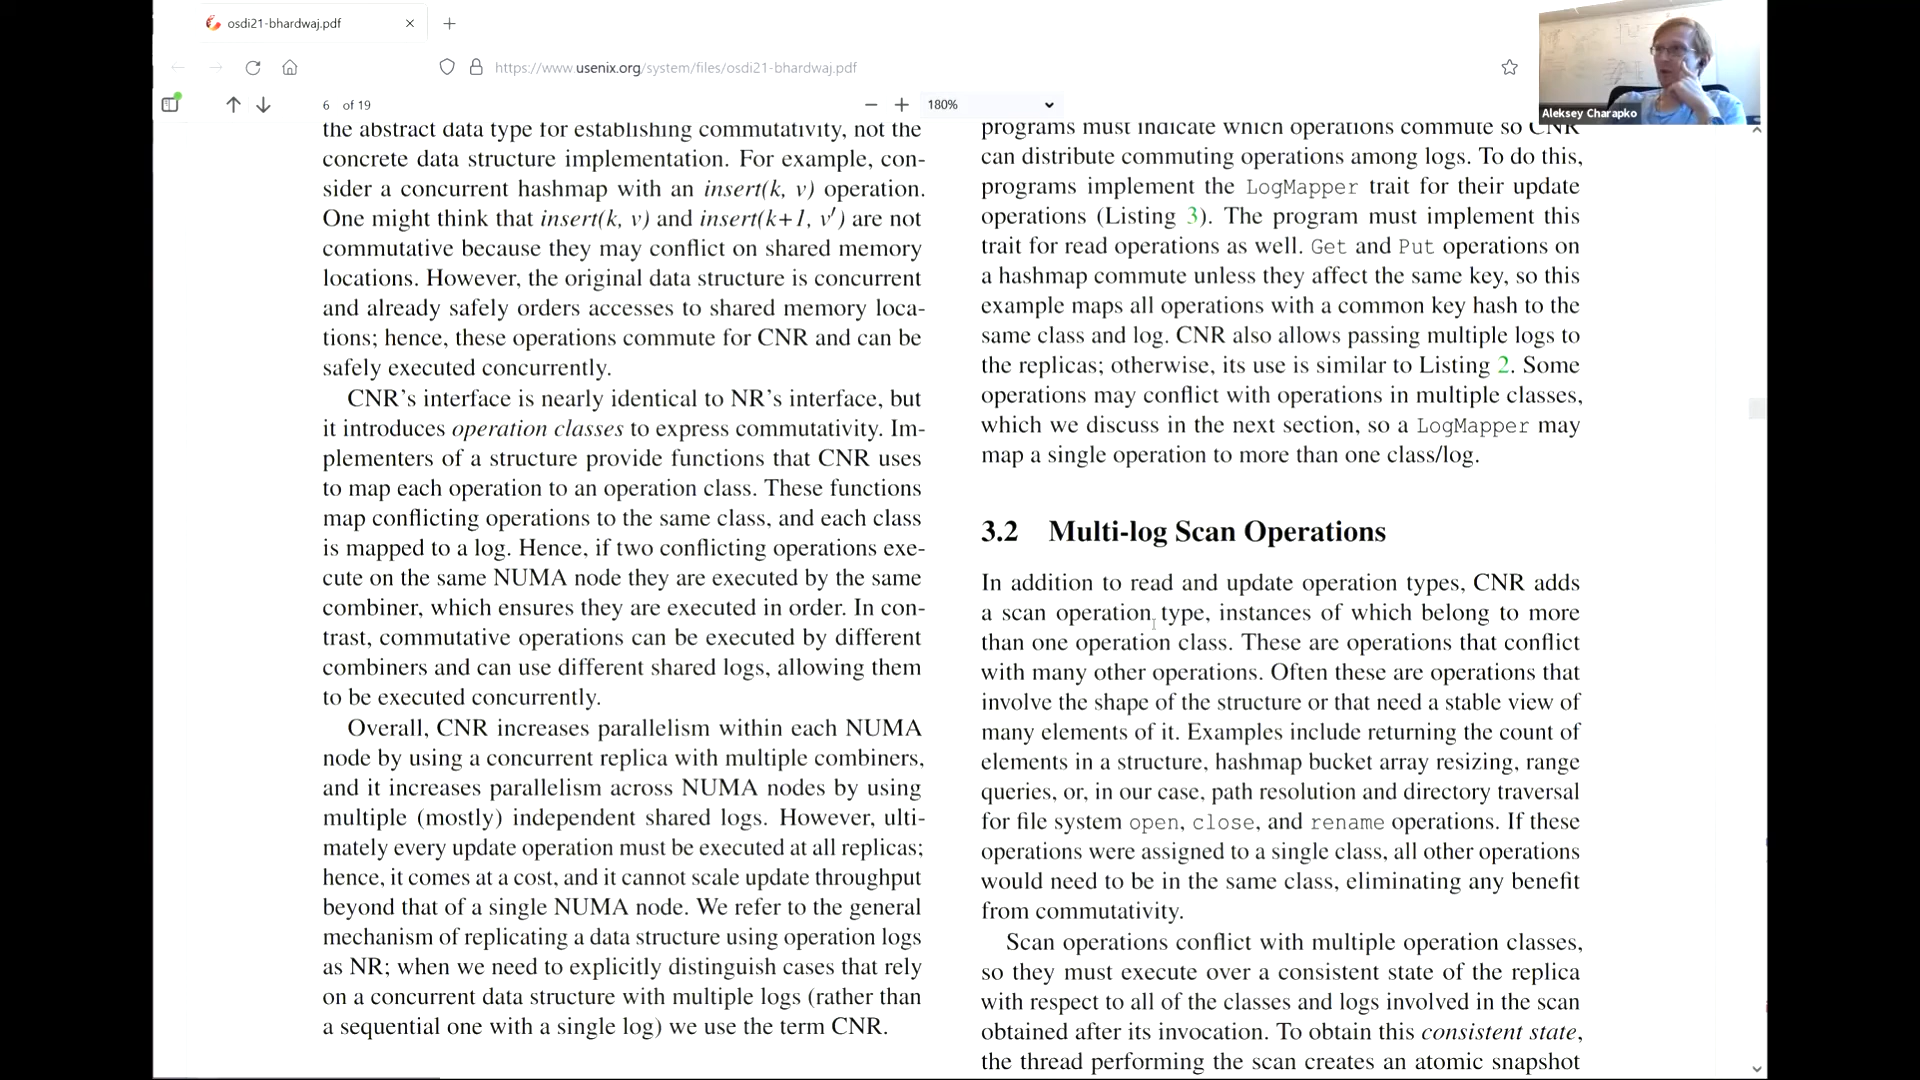 osdi21-bhardwaj.pdf
https://www.usenix.org/system/files/osdi21-bhardwaj.pdf
6 of 19
180%
Aleksey Charapko
the abstract data type for establishing commutativity, not the
concrete data structure implementation. For example, con-
sider a concurrent hashmap with an insert(k, v) operation.
One might think that insert(k, v) and insert(k+1, v′) are not
commutative because they may conflict on shared memory
locations. However, the original data structure is concurrent
and already safely orders accesses to shared memory loca-
tions; hence, these operations commute for CNR and can be
safely executed concurrently.
CNR's interface is nearly identical to NR's interface, but
it introduces operation classes to express commutativity. Im-
plementers of a structure provide functions that CNR uses
to map each operation to an operation class. These functions
map conflicting operations to the same class, and each class
is mapped to a log. Hence, if two conflicting operations exe-
cute on the same NUMA node they are executed by the same
combiner, which ensures they are executed in order. In con-
trast, commutative operations can be executed by different
combiners and can use different shared logs, allowing them
to be executed concurrently.
Overall, CNR increases parallelism within each NUMA
node by using a concurrent replica with multiple combiners,
and it increases parallelism across NUMA nodes by using
multiple (mostly) independent shared logs. However, ulti-
mately every update operation must be executed at all replicas;
hence, it comes at a cost, and it cannot scale update throughput
beyond that of a single NUMA node. We refer to the general
mechanism of replicating a data structure using operation logs
as NR; when we need to explicitly distinguish cases that rely
on a concurrent data structure with multiple logs (rather than
a sequential one with a single log) we use the term CNR.
programs must indicate which operations commute so CNR
can distribute commuting operations among logs. To do this,
programs implement the LogMapper trait for their update
operations (Listing 3). The program must implement this
trait for read operations as well. Get and Put operations on
a hashmap commute unless they affect the same key, so this
example maps all operations with a common key hash to the
same class and log. CNR also allows passing multiple logs to
the replicas; otherwise, its use is similar to Listing 2. Some
operations may conflict with operations in multiple classes,
which we discuss in the next section, so a LogMapper may
map a single operation to more than one class/log.
3.2 Multi-log Scan Operations
In addition to read and update operation types, CNR adds
a scan operation type, instances of which belong to more
than one operation class. These are operations that conflict
with many other operations. Often these are operations that
involve the shape of the structure or that need a stable view of
many elements of it. Examples include returning the count of
elements in a structure, hashmap bucket array resizing, range
queries, or, in our case, path resolution and directory traversal
for file system open, close, and rename operations. If these
operations were assigned to a single class, all other operations
would need to be in the same class, eliminating any benefit
from commutativity.
Scan operations conflict with multiple operation classes,
so they must execute over a consistent state of the replica
with respect to all of the classes and logs involved in the scan
obtained after its invocation. To obtain this consistent state,
the thread performing the scan creates an atomic snapshot